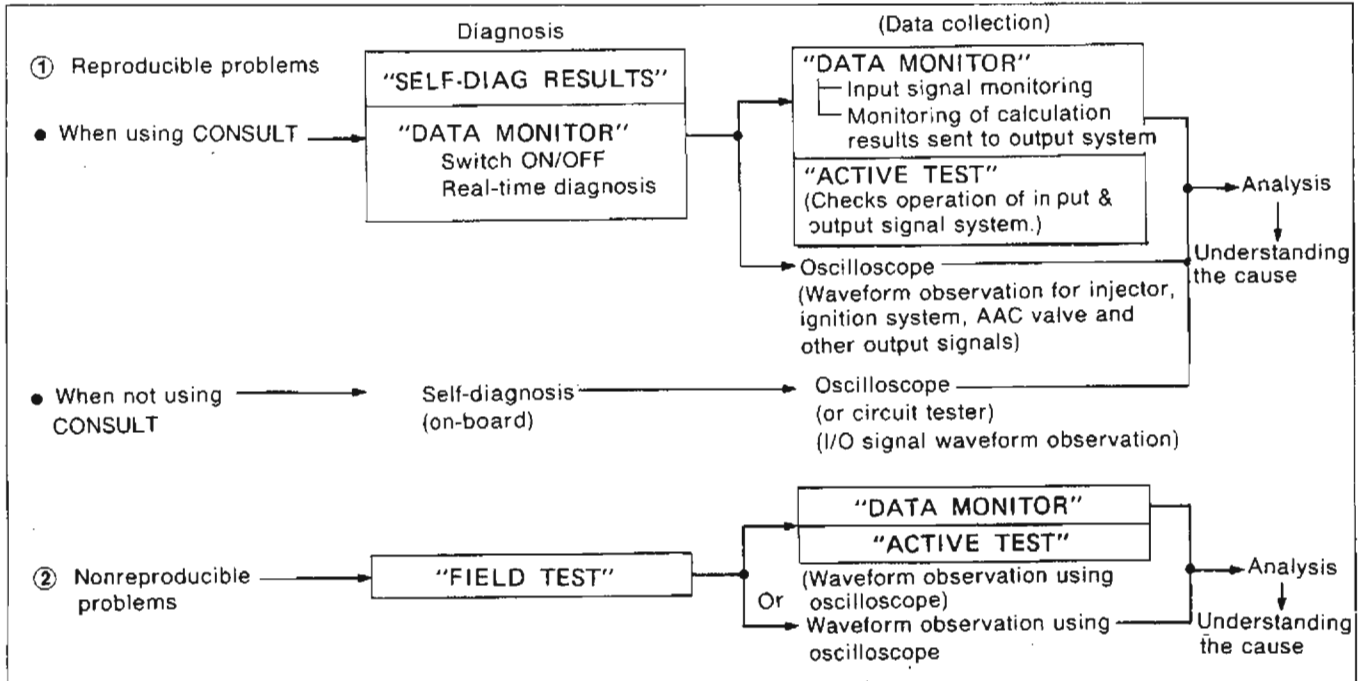 Diagnosis
(Data collection)
① Reproducible problems
● When using CONSULT
"SELF-DIAG RESULTS"
"DATA MONITOR"
Switch ON/OFF
Real-time diagnosis
"DATA MONITOR"
Input signal monitoring
Monitoring of calculation
results sent to output system
"ACTIVE TEST"
(Checks operation of input &
output signal system.)
Oscilloscope
(Waveform observation for injector,
ignition system, AAC valve and
other output signals)
Analysis
Understanding
the cause
● When not using
CONSULT
Self-diagnosis
(on-board)
Oscilloscope
(or circuit tester)
(I/O signal waveform observation)
② Nonreproducible
problems
"FIELD TEST"
"DATA MONITOR"
"ACTIVE TEST"
(Waveform observation using
oscilloscope)
Or
Waveform observation using
oscilloscope
Analysis
Understanding
the cause